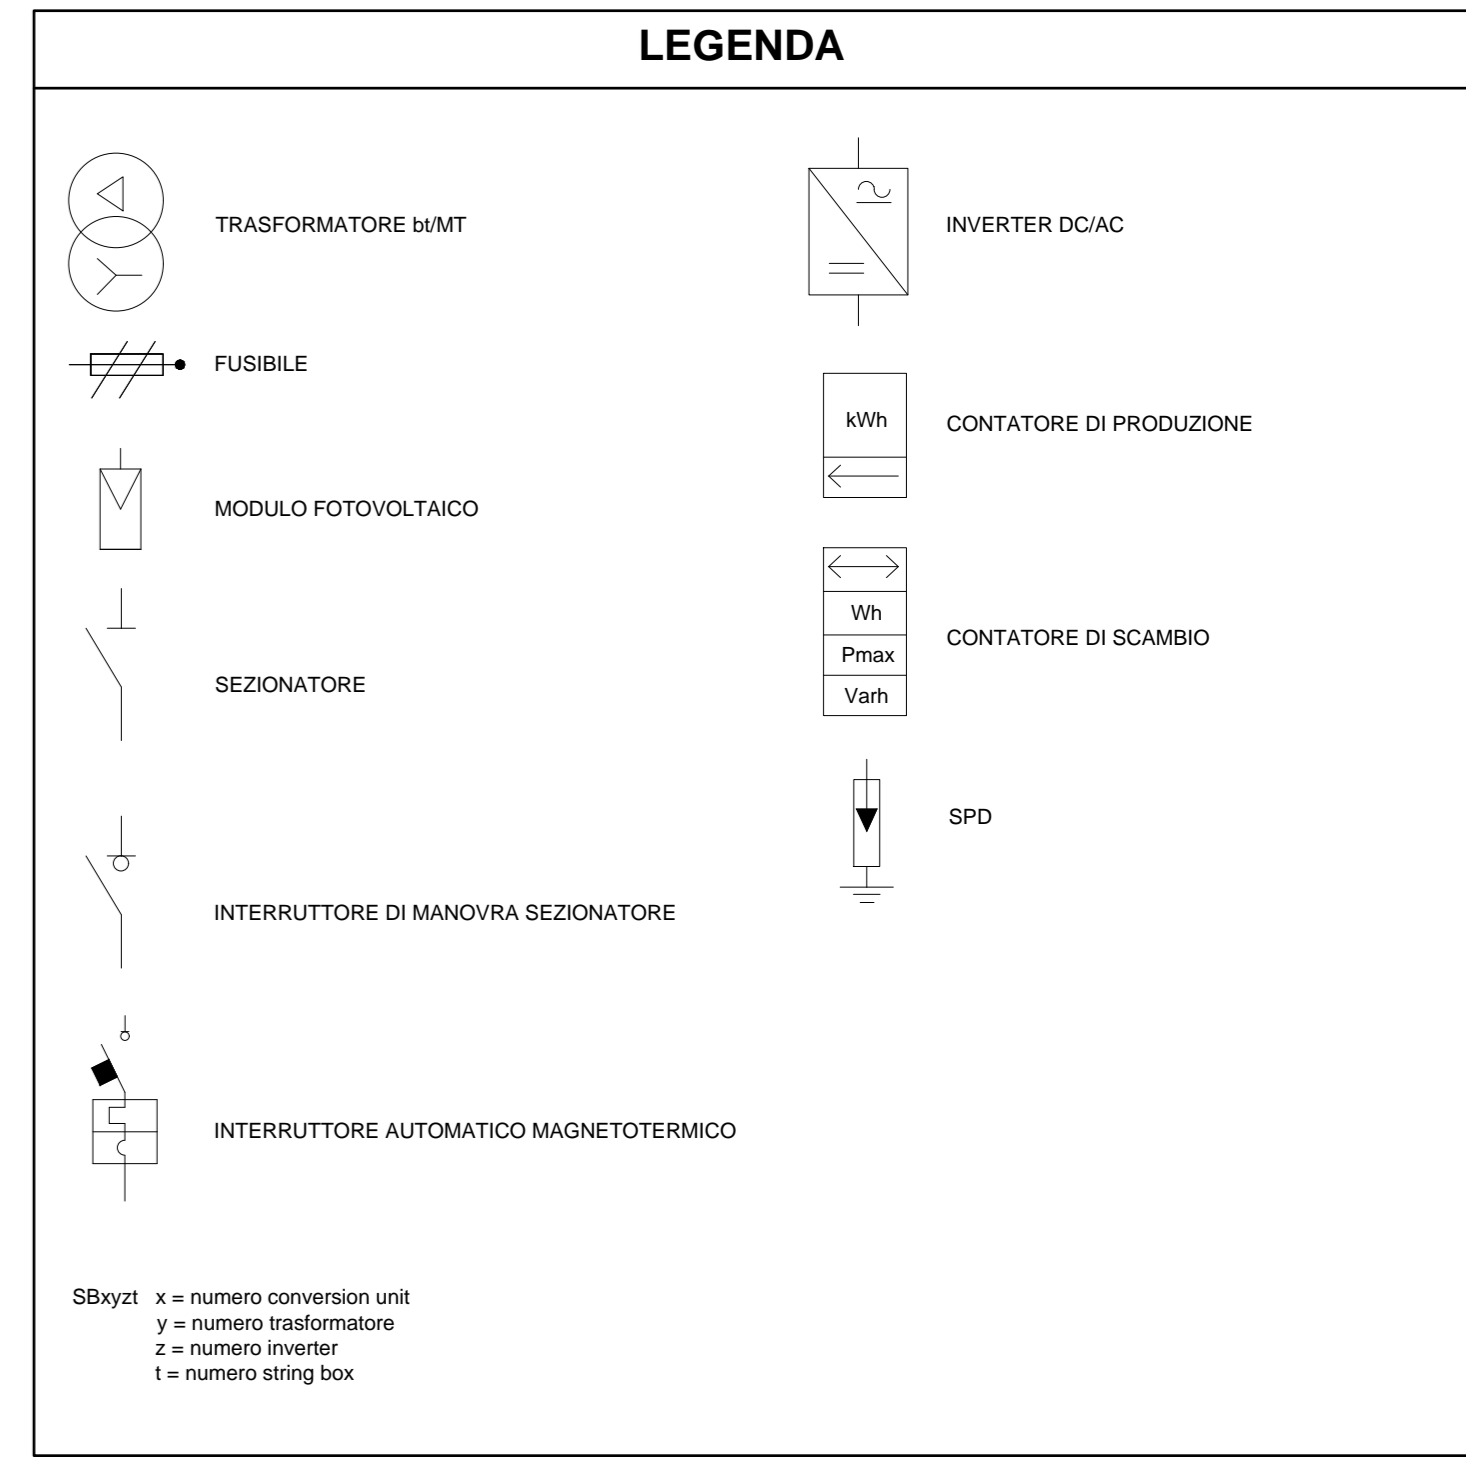 LEGENDA
TRASFORMATORE bt/MT
FUSIBILE
MODULO FOTOVOLTAICO
SEZIONATORE
INTERRUTTORE DI MANOVRA SEZIONATORE
INTERRUTTORE AUTOMATICO MAGNETOTERMICO
SBxyzt x = numero conversion unit
y = numero trasformatore
z = numero inverter
t = numero string box
INVERTER DC/AC
kWh
CONTATORE DI PRODUZIONE
Wh
Pmax
Varh
CONTATORE DI SCAMBIO
SPD